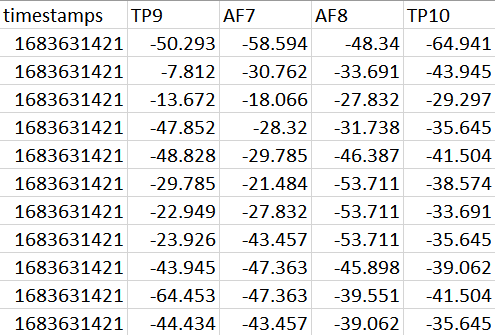 timestamps TP9 AF7 AF8 TP10
1683631421 -50.293 -58.594 -48.34 -64.941
1683631421 -7.812 -30.762 -33.691 -43.945
1683631421 -13.672 -18.066 -27.832 -29.297
1683631421 -47.852 -28.32 -31.738 -35.645
1683631421 -48.828 -29.785 -46.387 -41.504
1683631421 -29.785 -21.484 -53.711 -38.574
1683631421 -22.949 -27.832 -53.711 -33.691
1683631421 -23.926 -43.457 -53.711 -35.645
1683631421 -43.945 -47.363 -45.898 -39.062
1683631421 -64.453 -47.363 -39.551 -41.504
1683631421 -44.434 -43.457 -39.062 -35.645